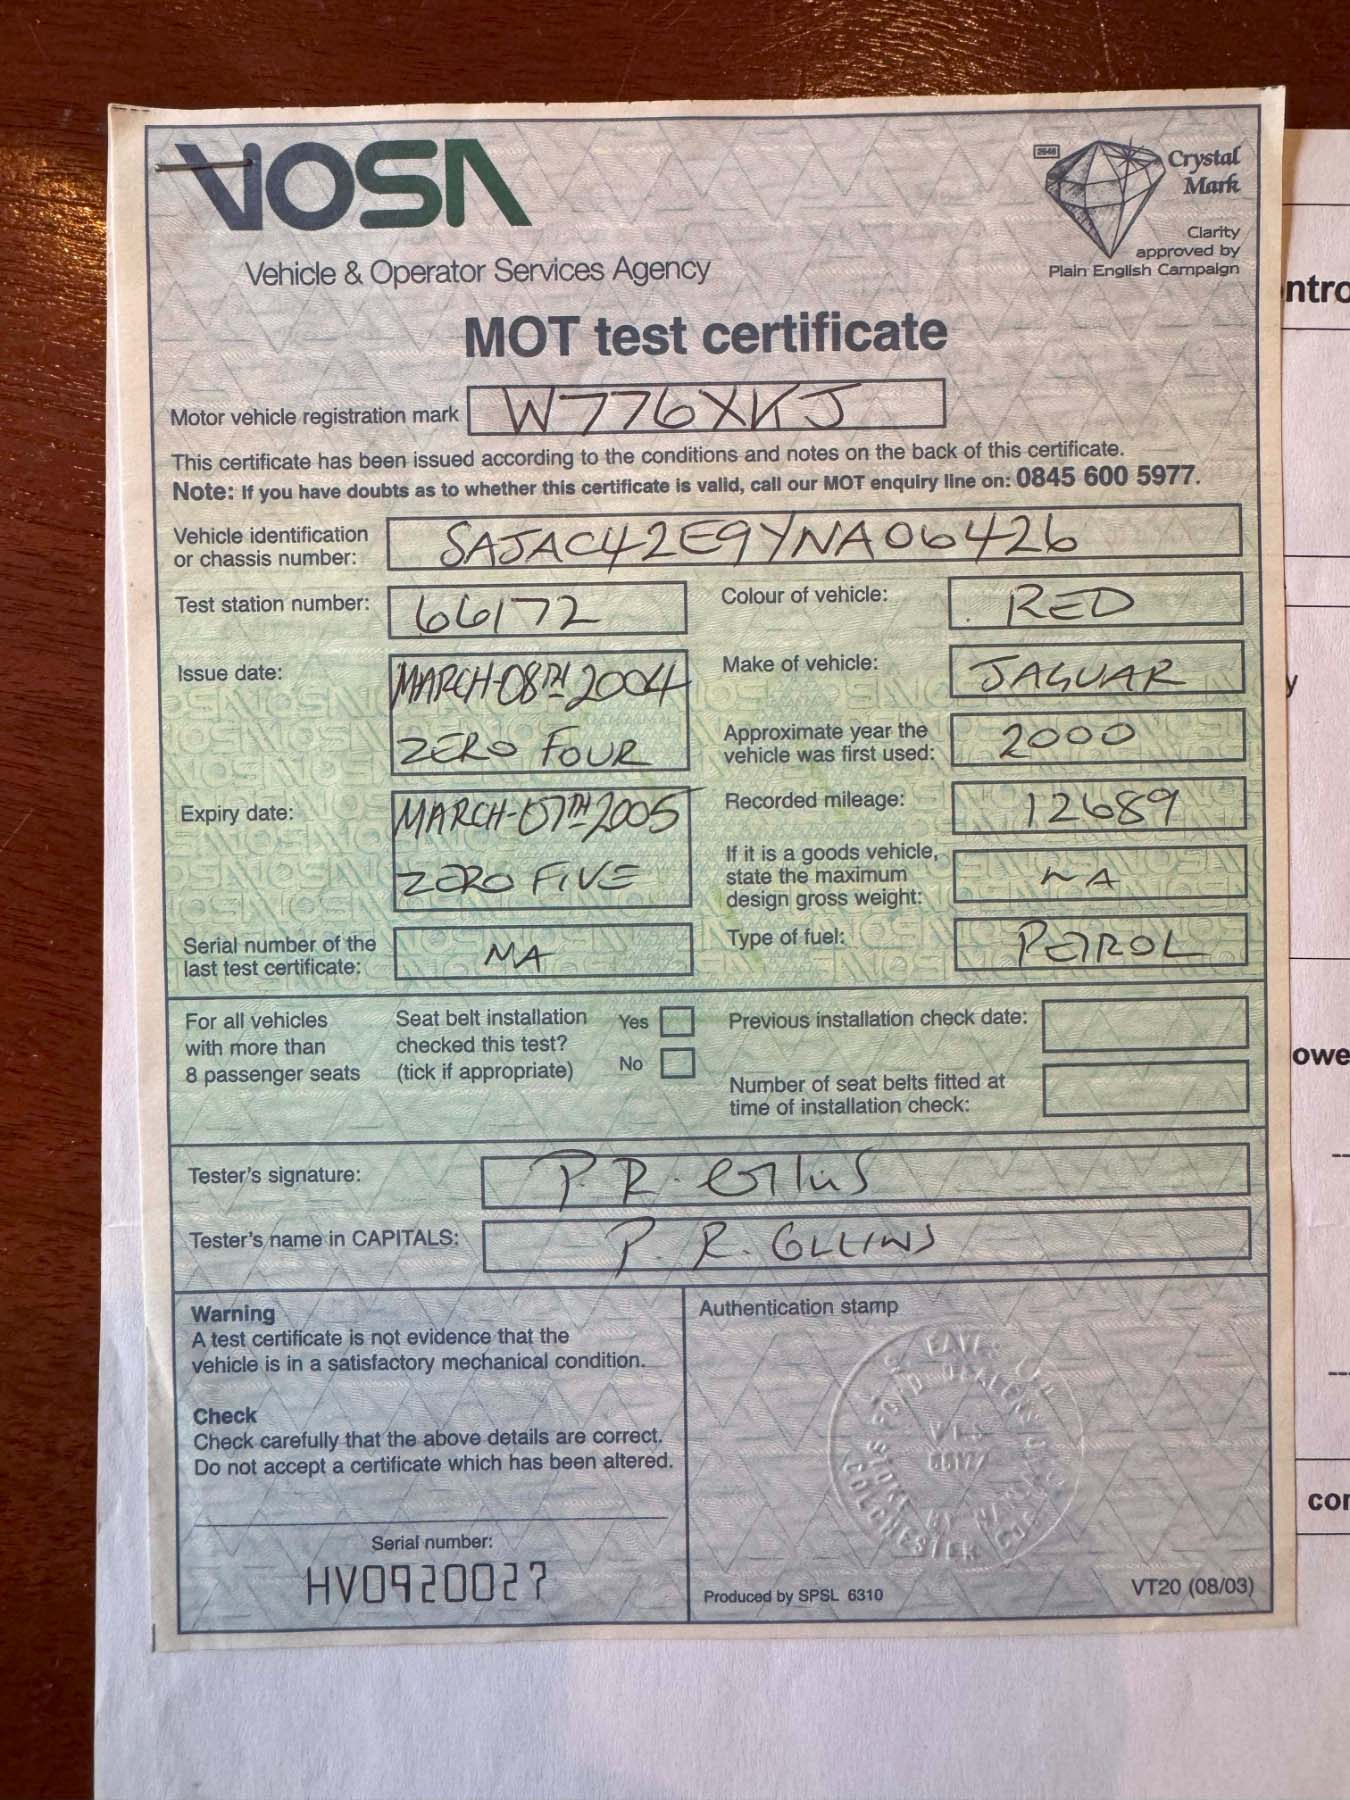 VOSA
Vehicle & Operator Services Agency
2646
Crystal
Mark
Clarity
approved by
Plain English Campaign
MOT test certificate
Motor vehicle registration mark W776XKJ
This certificate has been issued according to the conditions and notes on the back of this certificate.
Note: If you have doubts as to whether this certificate is valid, call our MOT enquiry line on: 0845 600 5977.
Vehicle identification
or chassis number: SAJAC42E9YNA06426
Test station number: 66172
Colour of vehicle: RED
Issue date: MARCH-08TH 2004
ZERO FOUR
Make of vehicle: JAGUAR
Approximate year the
vehicle was first used: 2000
Expiry date: MARCH-07TH 2005
ZERO FIVE
Recorded mileage: 12689
If it is a goods vehicle,
state the maximum
design gross weight: NA
Serial number of the
last test certificate: NA
Type of fuel: PETROL
For all vehicles
with more than
8 passenger seats
Seat belt installation
checked this test?
(tick if appropriate)
Yes
No
Previous installation check date:
Number of seat belts fitted at
time of installation check:
Tester's signature: P. R. Collins
Tester's name in CAPITALS: P. R. COLLINS
Warning
A test certificate is not evidence that the
vehicle is in a satisfactory mechanical condition.
Check
Check carefully that the above details are correct.
Do not accept a certificate which has been altered.
Serial number:
HV0920027
Authentication stamp
FORD DEALER
STOKE BY
COLCHESTER
Produced by SPSL 6310
VT20 (08/03)
ntro
y
owe
cor